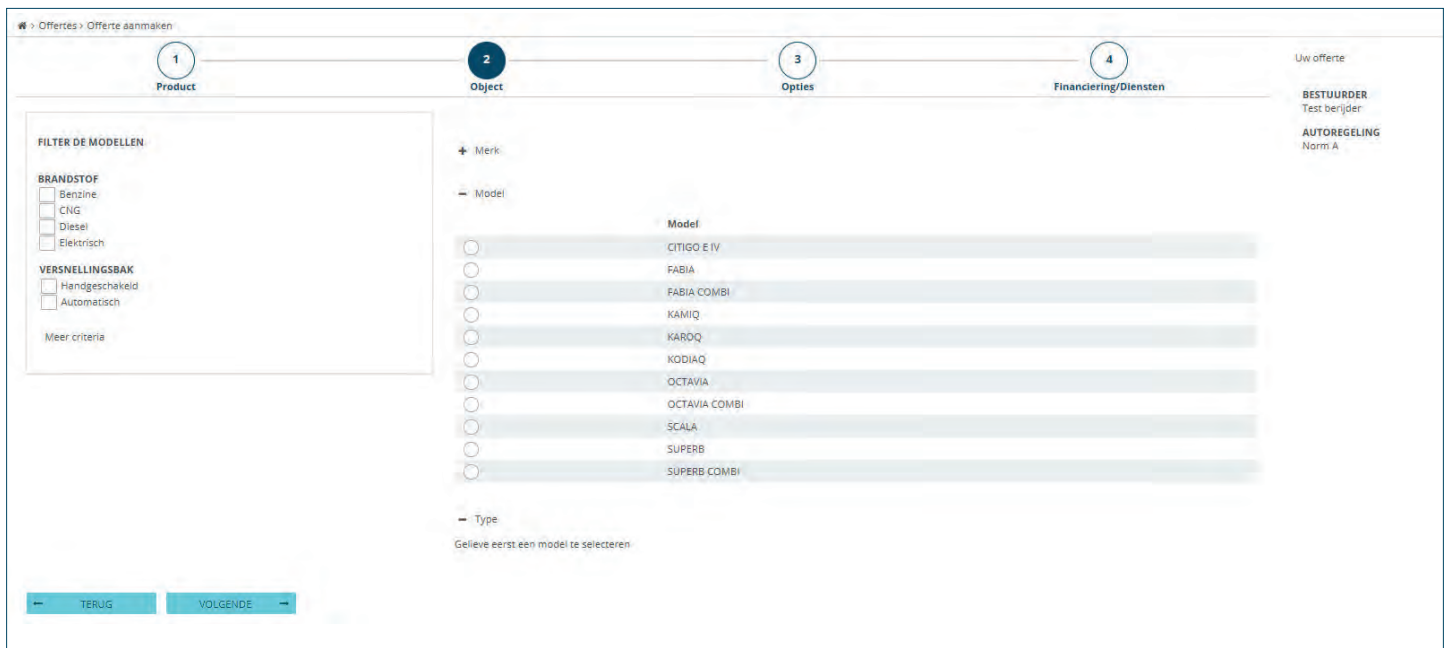 > Offertes > Offerte aanmaken
1
Product
2
Object
3
Opties
4
Financiering/Diensten
Uw offerte
BESTUURDER
Test berijder
AUTOREGELING
Norm A
FILTER DE MODELLEN
BRANDSTOF
Benzine
CNG
Diesel
Elektrisch
VERSNELLINGSBAK
Handgeschakeld
Automatisch
Meer criteria
+ Merk
− Model
Model
CITIGO E IV
FABIA
FABIA COMBI
KAMIQ
KAROQ
KODIAQ
OCTAVIA
OCTAVIA COMBI
SCALA
SUPERB
SUPERB COMBI
− Type
Gelieve eerst een model te selecteren
← TERUG
VOLGENDE →